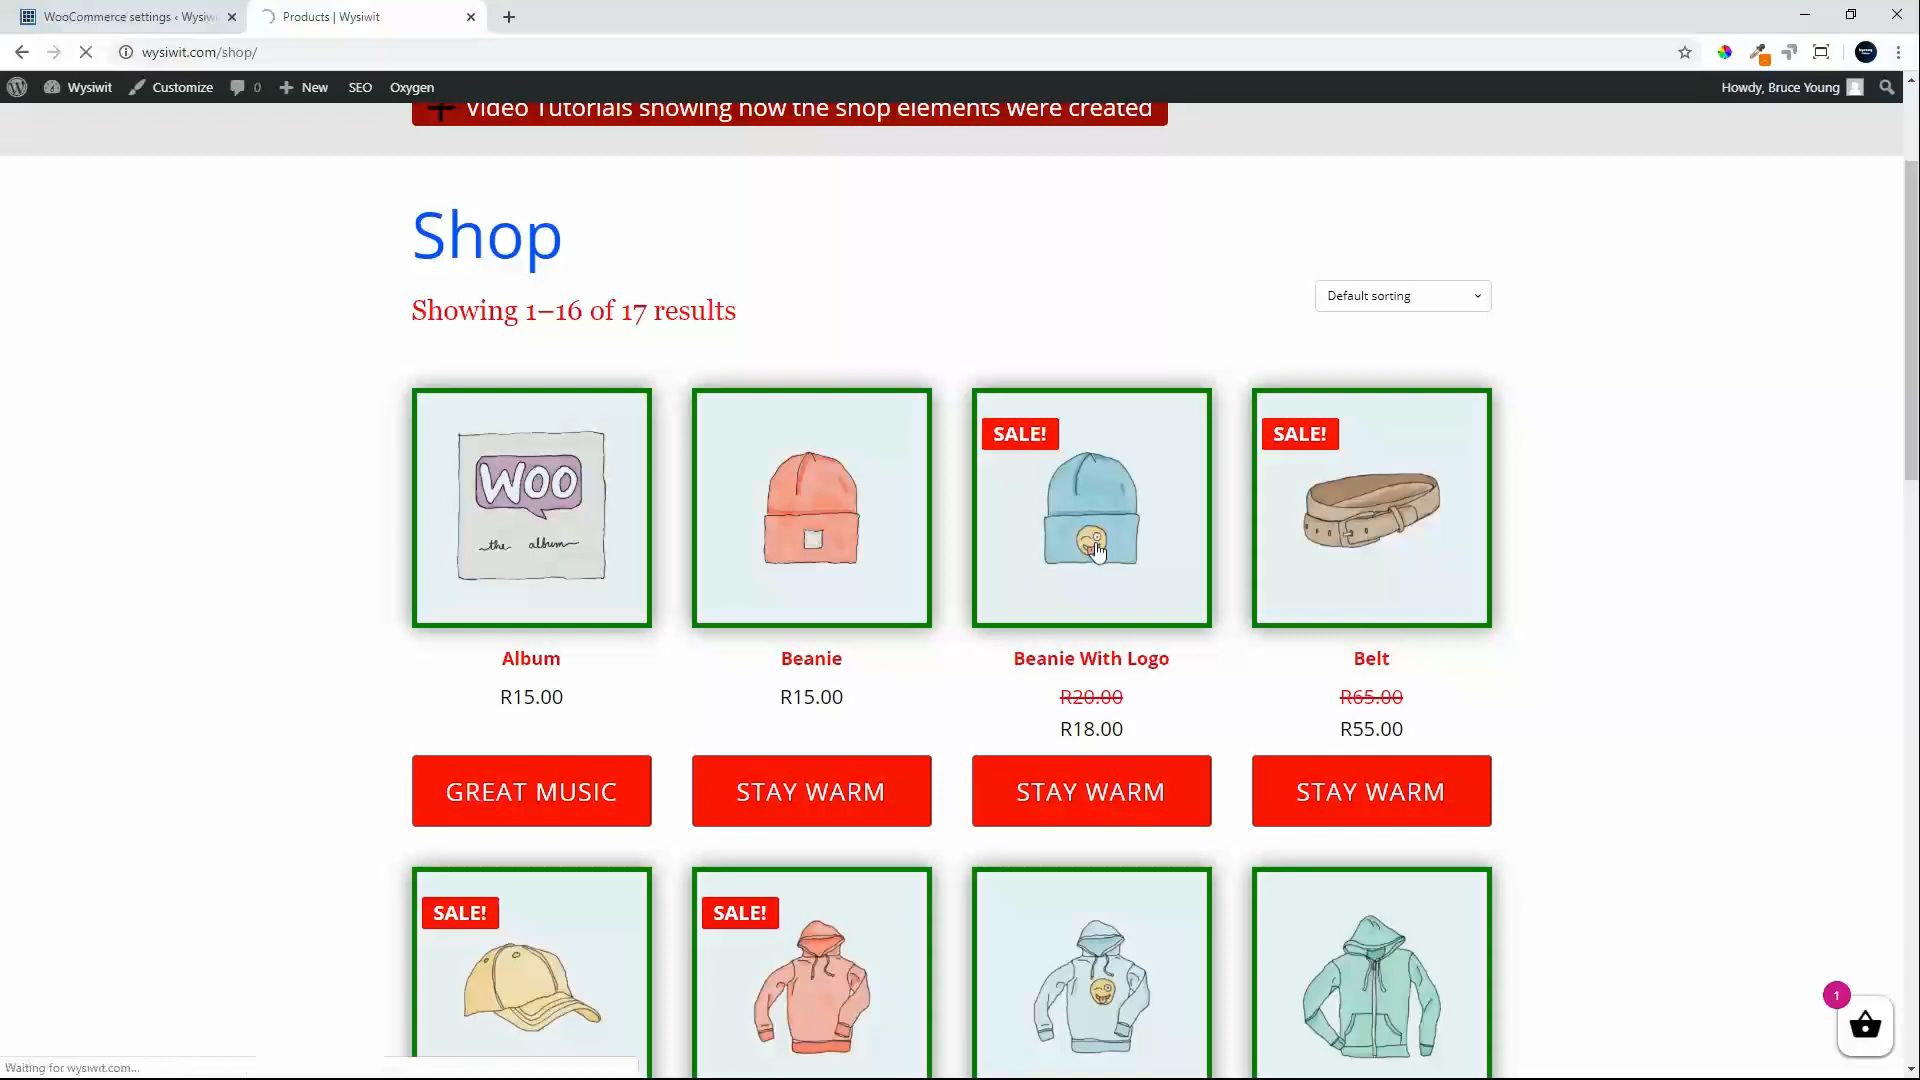 WooCommerce settings ‹ Wysiw
Products | Wysiwit
wysiwit.com/shop/
Wysiwit
Customize
0
New
SEO
Oxygen
Howdy, Bruce Young
Video Tutorials showing how the shop elements were created
Shop
Showing 1–16 of 17 results
Default sorting
WOO
the album
SALE!
SALE!
Album
Beanie
Beanie With Logo
Belt
R15.00
R15.00
R20.00
R65.00
R18.00
R55.00
GREAT MUSIC
STAY WARM
STAY WARM
STAY WARM
SALE!
SALE!
1
Waiting for wysiwit.com...